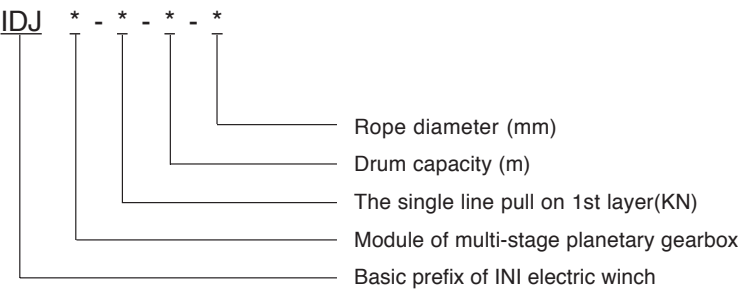 IDJ * - * - * - *
Rope diameter (mm)
Drum capacity (m)
The single line pull on 1st layer(KN)
Module of multi-stage planetary gearbox
Basic prefix of INI electric winch